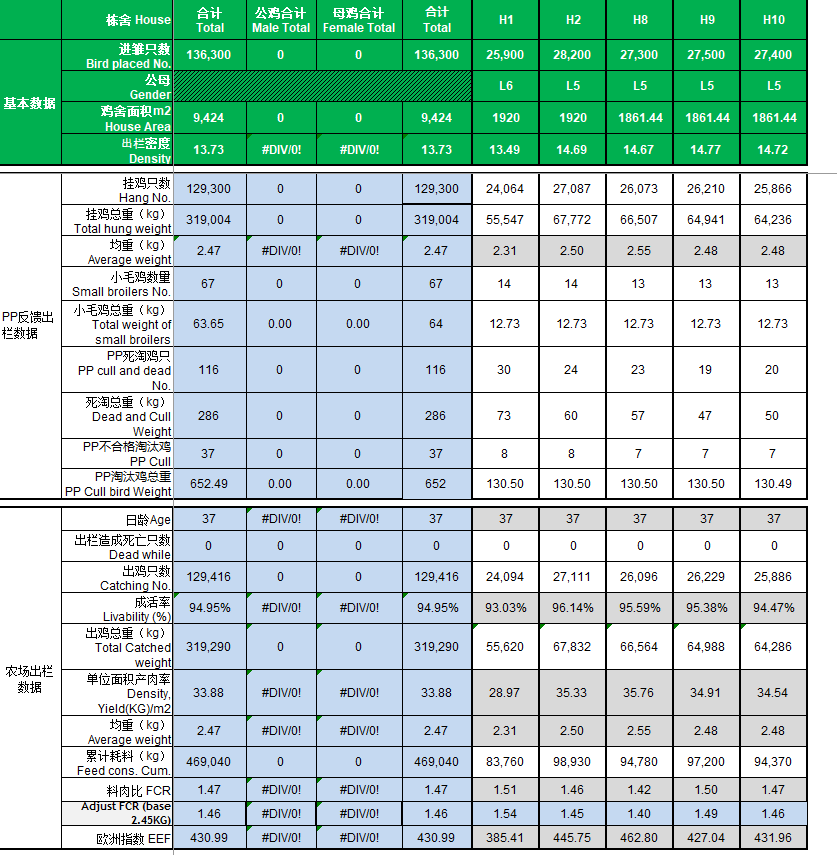 栋舍 House 合计 Total 公鸡合计 Male Total 母鸡合计 Female Total 合计 Total H1 H2 H8 H9 H10
基本数据
进雏只数 Bird placed No. 136,300 0 0 136,300 25,900 28,200 27,300 27,500 27,400
公母 Gender L6 L5 L5 L5 L5
鸡舍面积m2 House Area 9,424 0 0 9,424 1920 1920 1861.44 1861.44 1861.44
出栏密度 Density 13.73 #DIV/0! #DIV/0! 13.73 13.49 14.69 14.67 14.77 14.72
PP反馈出栏数据
挂鸡只数 Hang No. 129,300 0 0 129,300 24,064 27,087 26,073 26,210 25,866
挂鸡总重（kg） Total hung weight 319,004 0 0 319,004 55,547 67,772 66,507 64,941 64,236
均重（kg） Average weight 2.47 #DIV/0! #DIV/0! 2.47 2.31 2.50 2.55 2.48 2.48
小毛鸡数量 Small broilers No. 67 0 0 67 14 14 13 13 13
小毛鸡总重（kg） Total weight of small broilers 63.65 0.00 0.00 64 12.73 12.73 12.73 12.73 12.73
PP死淘鸡只 PP cull and dead No. 116 0 0 116 30 24 23 19 20
死淘总重（kg） Dead and Cull Weight 286 0 0 286 73 60 57 47 50
PP不合格淘汰鸡 PP Cull 37 0 0 37 8 8 7 7 7
PP淘汰鸡总重 PP Cull bird Weight 652.49 0.00 0.00 652 130.50 130.50 130.50 130.50 130.49
农场出栏数据
日龄Age 37 #DIV/0! #DIV/0! 37 37 37 37 37 37
出栏造成死亡只数 Dead while 0 0 0 0 0 0 0 0 0
出鸡只数 Catching No. 129,416 0 0 129,416 24,094 27,111 26,096 26,229 25,886
成活率 Livability (%) 94.95% #DIV/0! #DIV/0! 94.95% 93.03% 96.14% 95.59% 95.38% 94.47%
出鸡总重（kg） Total Catched weight 319,290 0 0 319,290 55,620 67,832 66,564 64,988 64,286
单位面积产肉率 Density, Yield(KG)/m2 33.88 #DIV/0! #DIV/0! 33.88 28.97 35.33 35.76 34.91 34.54
均重（kg） Average weight 2.47 #DIV/0! #DIV/0! 2.47 2.31 2.50 2.55 2.48 2.48
累计耗料（kg） Feed cons. Cum. 469,040 0 0 469,040 83,760 98,930 94,780 97,200 94,370
料肉比 FCR 1.47 #DIV/0! #DIV/0! 1.47 1.51 1.46 1.42 1.50 1.47
Adjust FCR (base 2.45KG) 1.46 #DIV/0! #DIV/0! 1.46 1.54 1.45 1.40 1.49 1.46
欧洲指数 EEF 430.99 #DIV/0! #DIV/0! 430.99 385.41 445.75 462.80 427.04 431.96